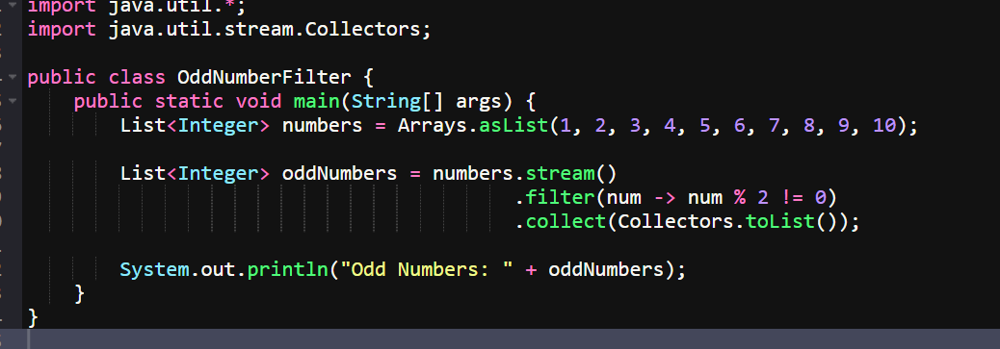 import java.util.*;
import java.util.stream.Collectors;
public class OddNumberFilter {
    public static void main(String[] args) {
        List<Integer> numbers = Arrays.asList(1, 2, 3, 4, 5, 6, 7, 8, 9, 10);
        List<Integer> oddNumbers = numbers.stream()
                                          .filter(num -> num % 2 != 0)
                                          .collect(Collectors.toList());
        System.out.println("Odd Numbers: " + oddNumbers);
    }
}